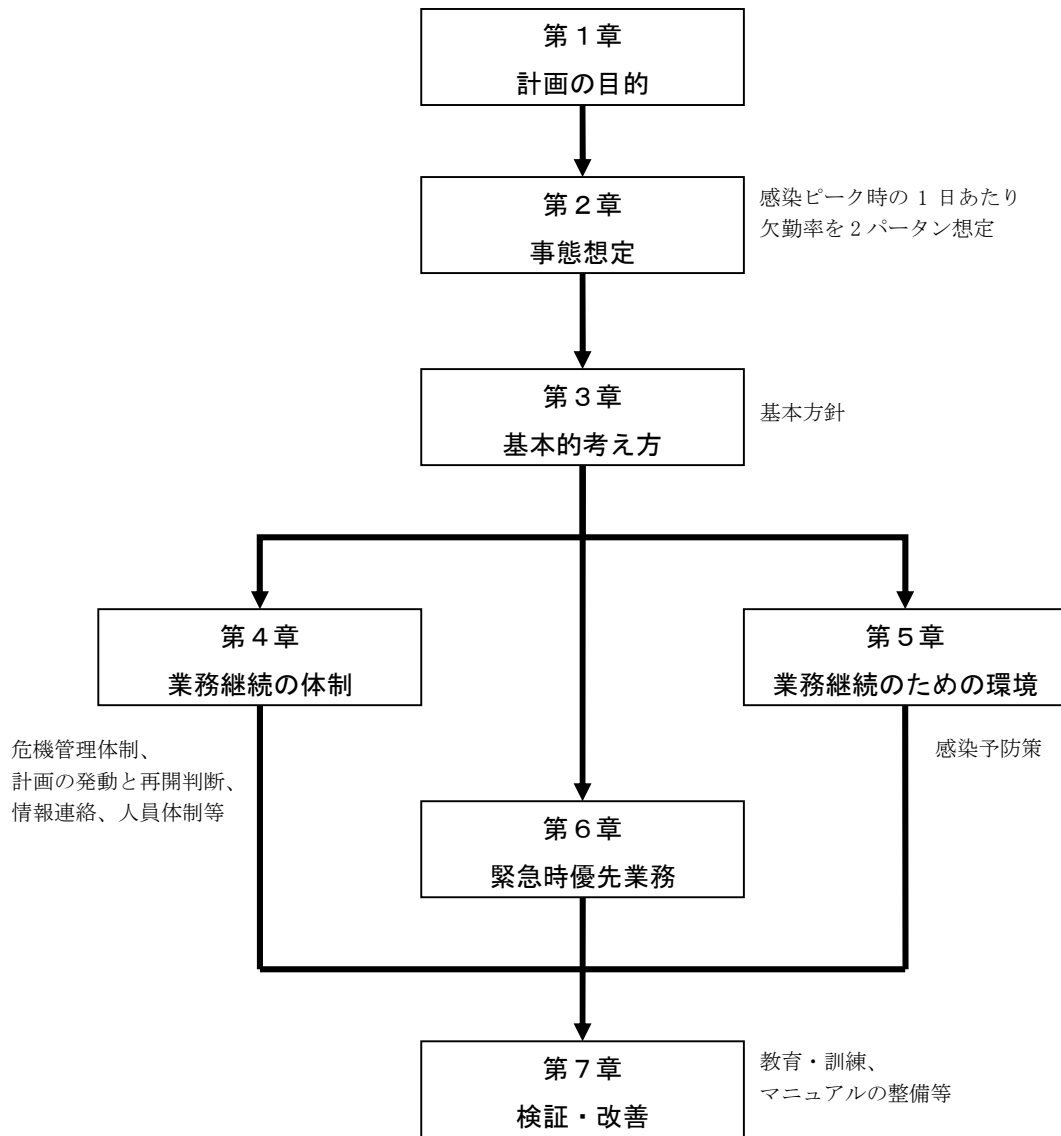 第１章
計画の目的
第２章
事態想定
感染ピーク時の 1 日あたり
欠勤率を２パータン想定
第３章
基本的考え方
基本方針
第４章
業務継続の体制
危機管理体制、
計画の発動と再開判断、
情報連絡、人員体制等
第５章
業務継続のための環境
感染予防策
第６章
緊急時優先業務
第７章
検証・改善
教育・訓練、
マニュアルの整備等